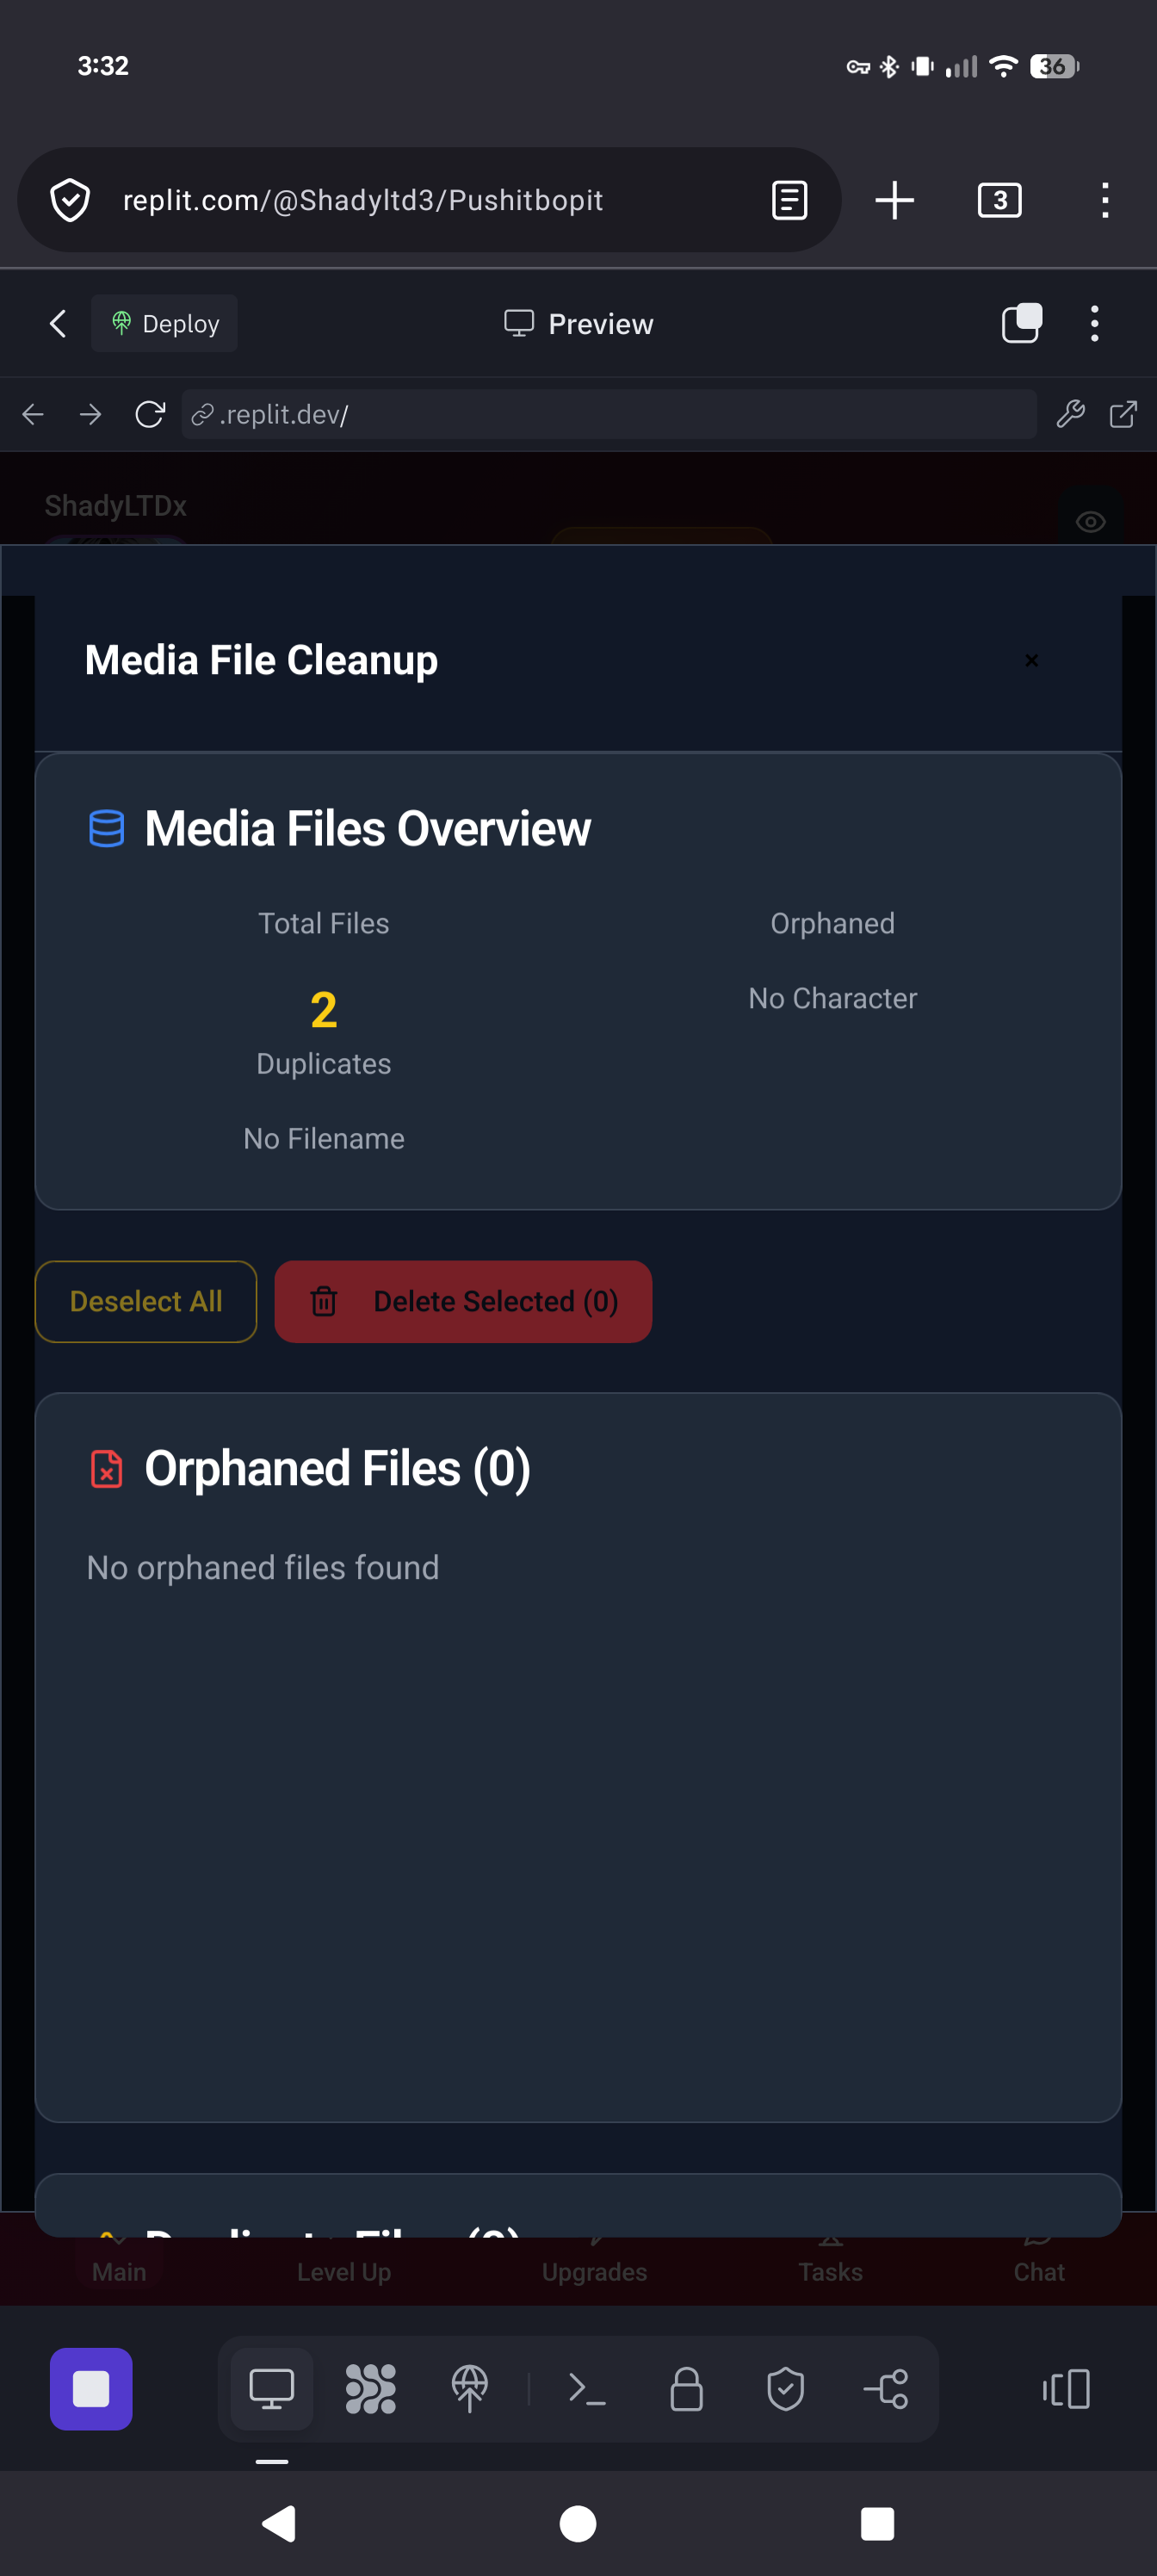 3:32
36
replit.com/@Shadyltd3/Pushitbopit
3
Deploy
Preview
.replit.dev/
ShadyLTDx
Media File Cleanup
×
Media Files Overview
Total Files
Orphaned
2
No Character
Duplicates
No Filename
Deselect All
Delete Selected (0)
Orphaned Files (0)
No orphaned files found
Main
Level Up
Upgrades
Tasks
Chat